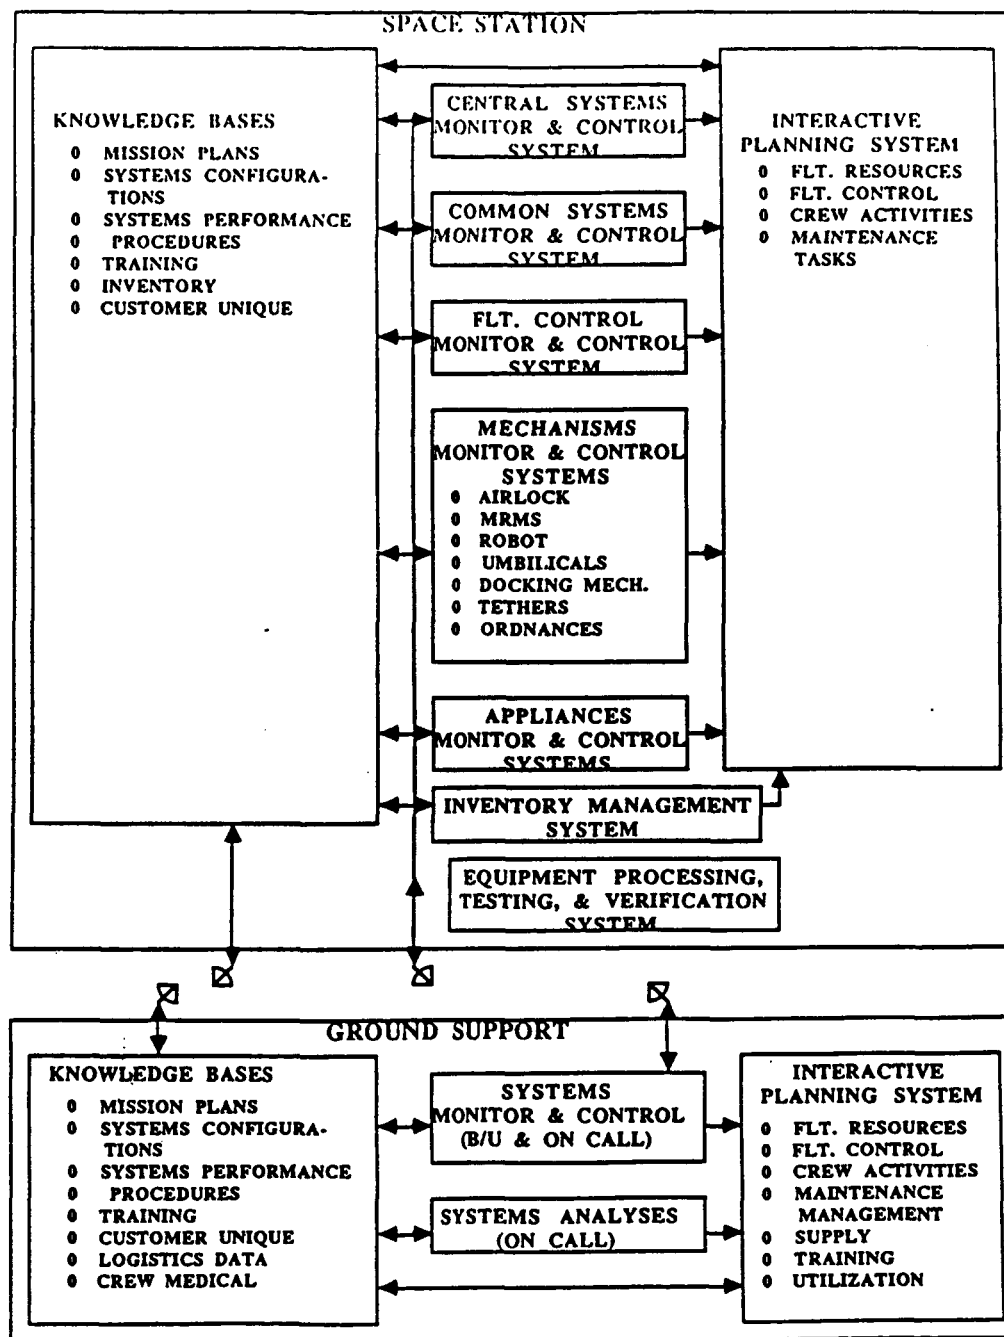 SPACE STATION
KNOWLEDGE BASES
0 MISSION PLANS
0 SYSTEMS CONFIGURA-
TIONS
0 SYSTEMS PERFORMANCE
0 PROCEDURES
0 TRAINING
0 INVENTORY
0 CUSTOMER UNIQUE
CENTRAL SYSTEMS
MONITOR & CONTROL
SYSTEM
COMMON SYSTEMS
MONITOR & CONTROL
SYSTEM
FLT. CONTROL
MONITOR & CONTROL
SYSTEM
MECHANISMS
MONITOR & CONTROL
SYSTEMS
0 AIRLOCK
0 MRMS
0 ROBOT
0 UMBILICALS
0 DOCKING MECH.
0 TETHERS
0 ORDNANCES
APPLIANCES
MONITOR & CONTROL
SYSTEMS
INVENTORY MANAGEMENT
SYSTEM
EQUIPMENT PROCESSING,
TESTING, & VERIFICATION
SYSTEM
INTERACTIVE
PLANNING SYSTEM
0 FLT. RESOURCES
0 FLT. CONTROL
0 CREW ACTIVITIES
0 MAINTENANCE
TASKS
GROUND SUPPORT
KNOWLEDGE BASES
0 MISSION PLANS
0 SYSTEMS CONFIGURA-
TIONS
0 SYSTEMS PERFORMANCE
0 PROCEDURES
0 TRAINING
0 CUSTOMER UNIQUE
0 LOGISTICS DATA
0 CREW MEDICAL
SYSTEMS
MONITOR & CONTROL
(B/U & ON CALL)
SYSTEMS ANALYSES
(ON CALL)
INTERACTIVE
PLANNING SYSTEM
0 FLT. RESOURCES
0 FLT. CONTROL
0 CREW ACTIVITIES
0 MAINTENANCE
MANAGEMENT
0 SUPPLY
0 TRAINING
0 UTILIZATION